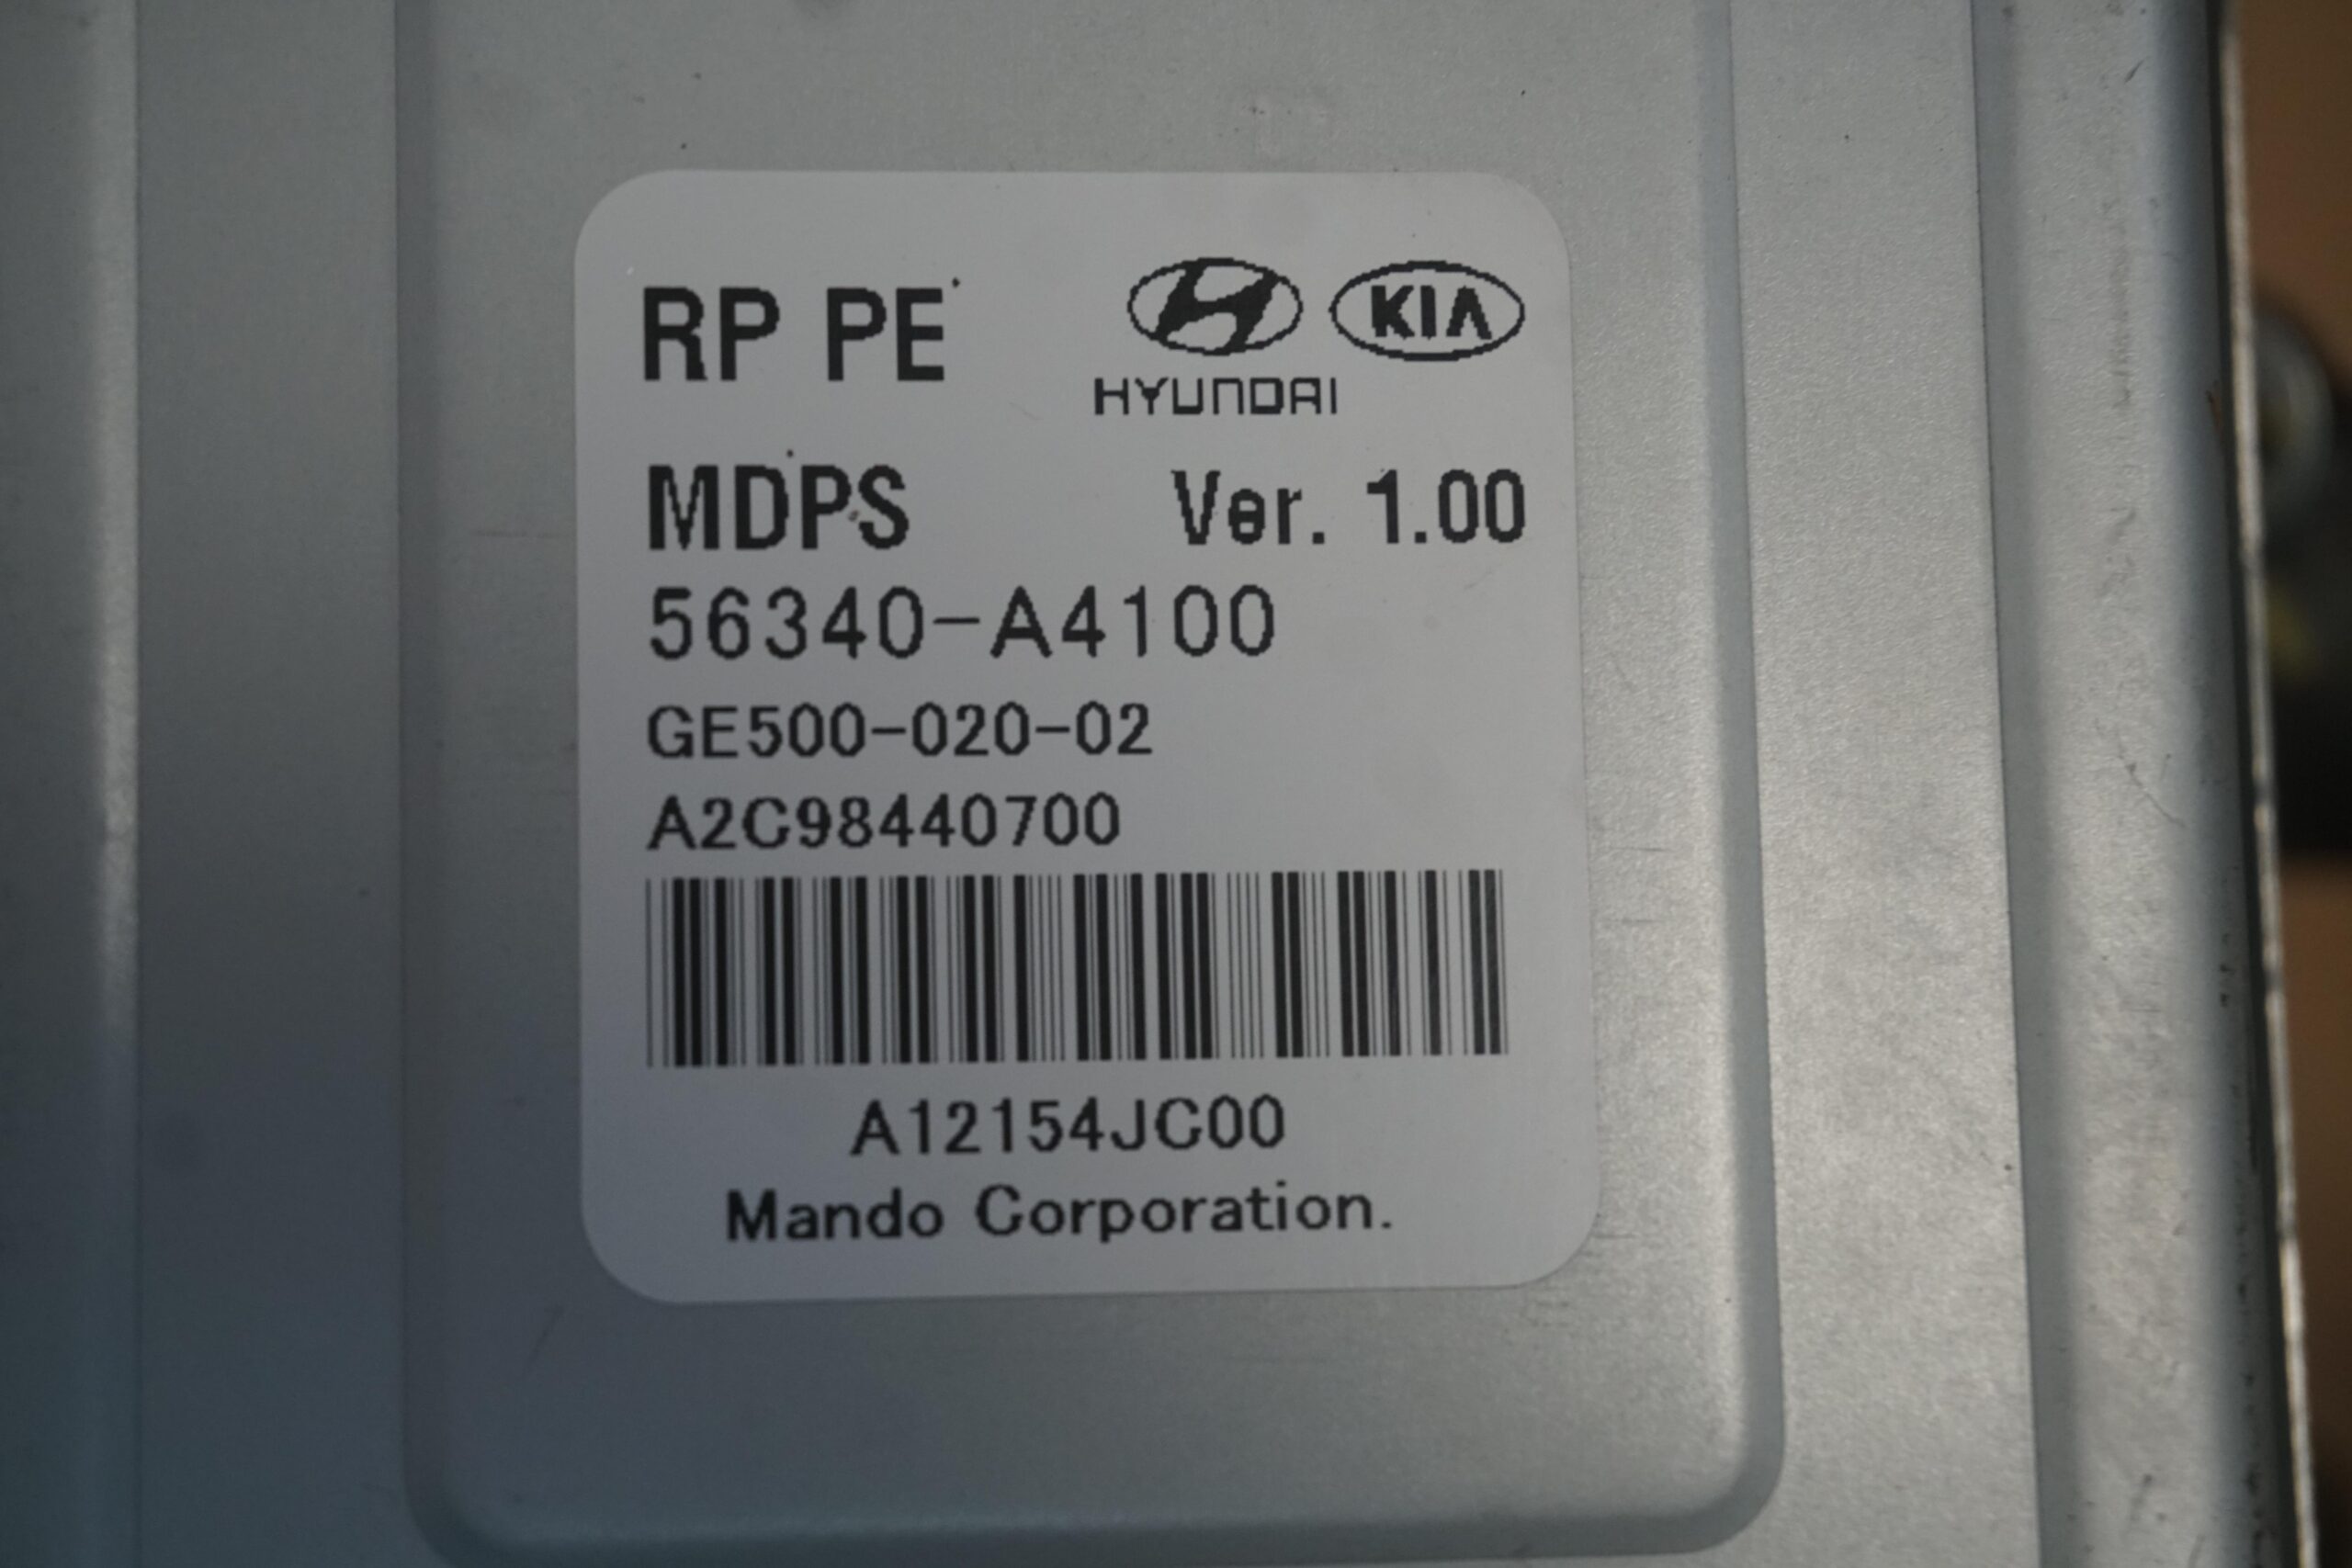 RP PE
KIA
HYUNDAI
MDPS Ver. 1.00
56340-A4100
GE500-020-02
A2C98440700
A12154JC00
Mando Corporation.